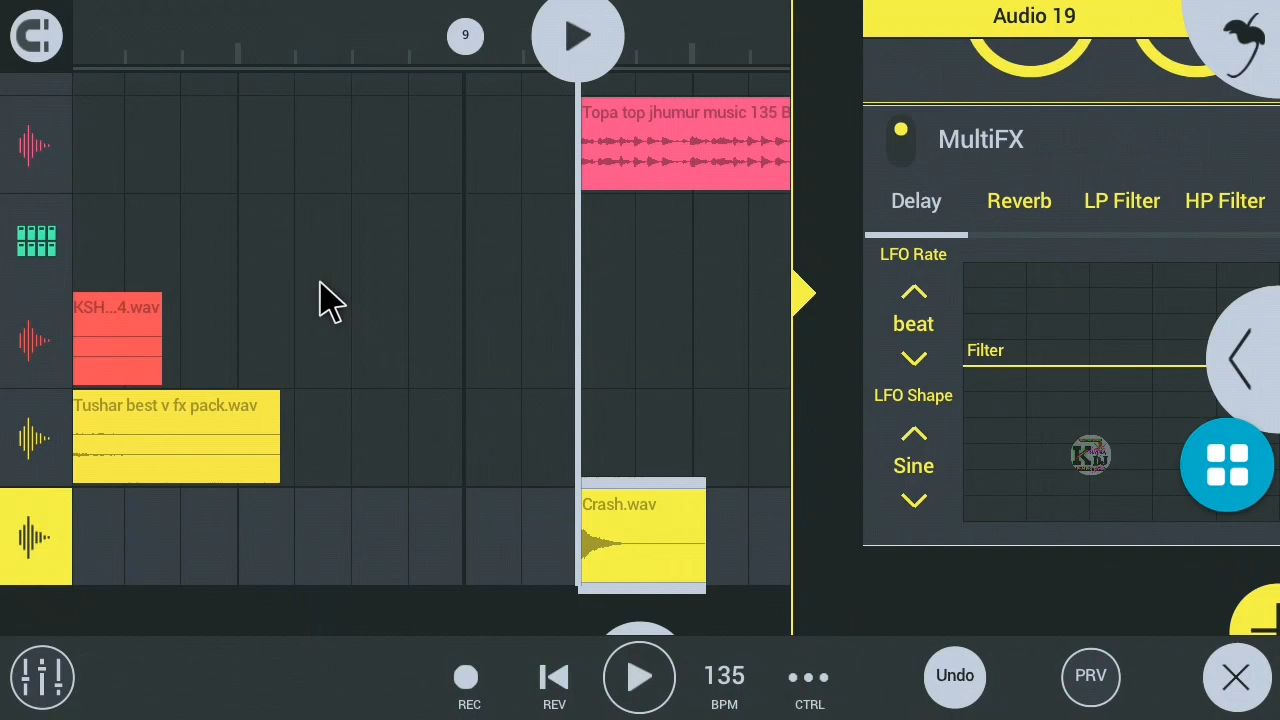 Audio 19
9
Topa top jhumur music 135 B
MultiFX
Delay
Reverb
LP Filter
HP Filter
LFO Rate
beat
Filter
LFO Shape
Sine
KSH...4.wav
Tushar best v fx pack.wav
Crash.wav
REC
REV
135
BPM
CTRL
Undo
PRV